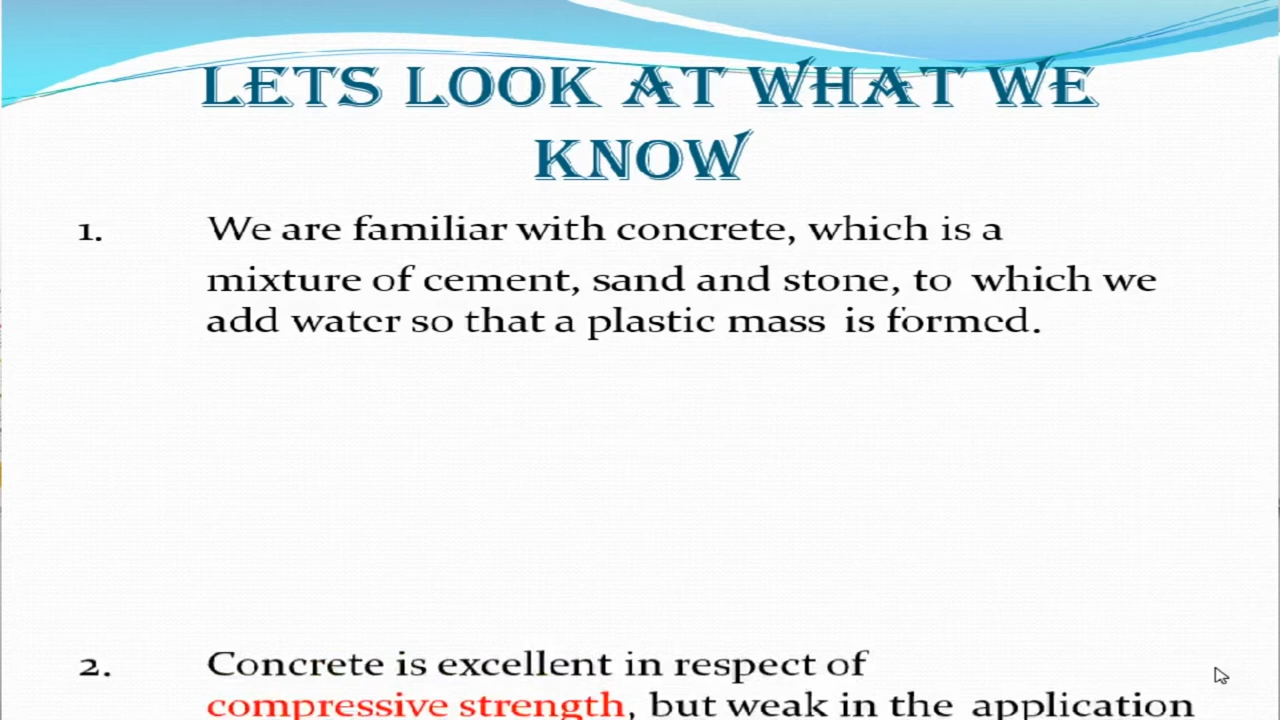 LETS LOOK AT WHAT WE
KNOW
1. We are familiar with concrete, which is a
mixture of cement, sand and stone, to which we
add water so that a plastic mass is formed.
2. Concrete is excellent in respect of
compressive strength, but weak in the application